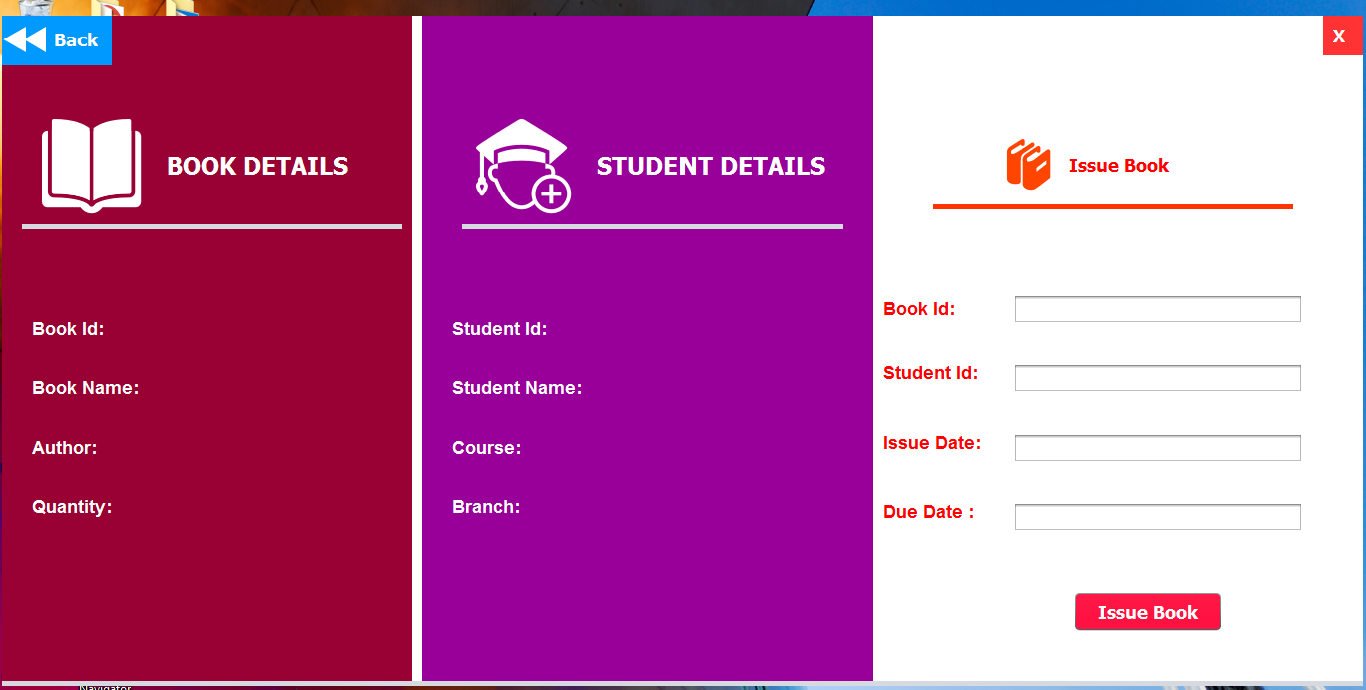 Back
X
BOOK DETAILS
STUDENT DETAILS
Issue Book
Book Id:
Book Name:
Author:
Quantity:
Student Id:
Student Name:
Course:
Branch:
Book Id:
Student Id:
Issue Date:
Due Date :
Issue Book
Navigator